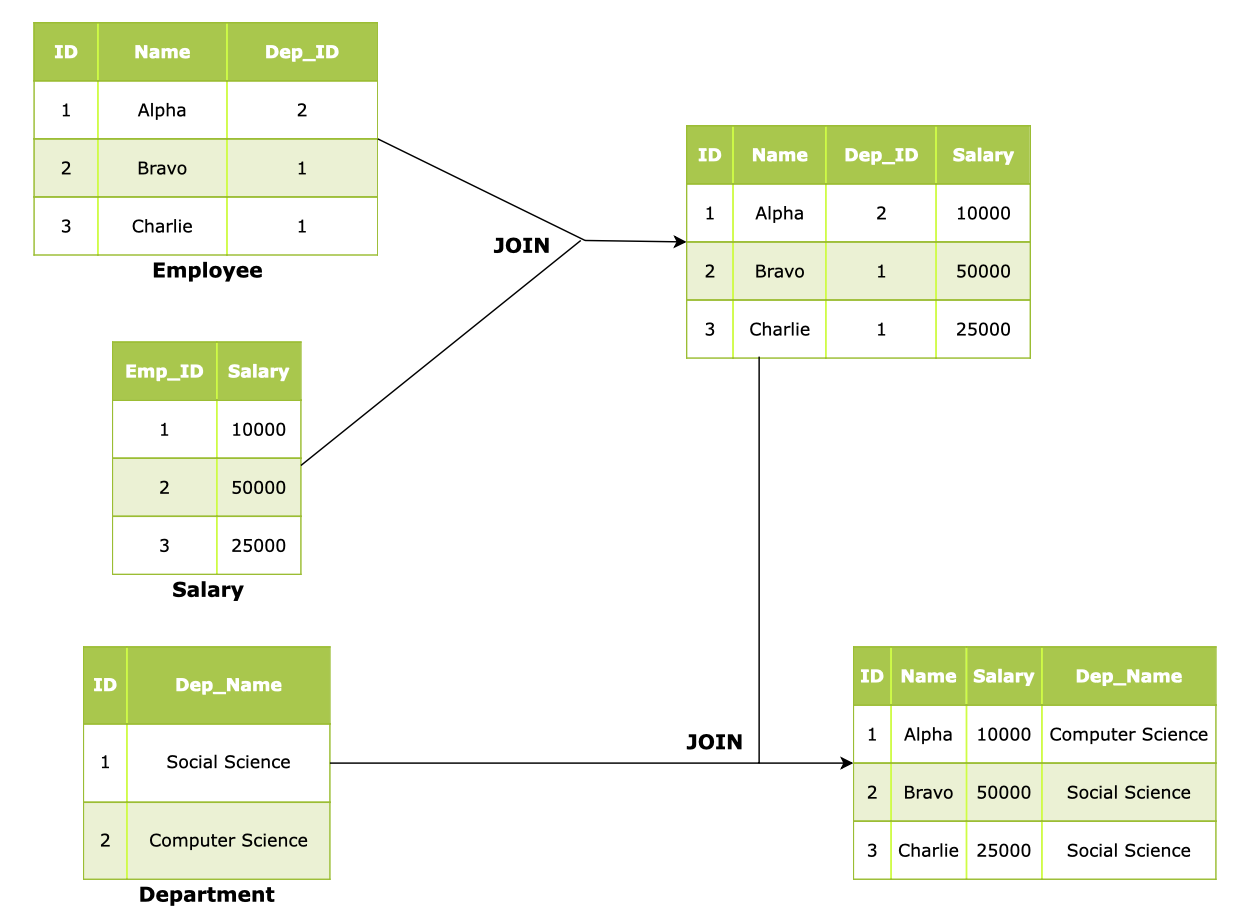 ID Name Dep_ID
1 Alpha 2
2 Bravo 1
3 Charlie 1
Employee
JOIN
ID Name Dep_ID Salary
1 Alpha 2 10000
2 Bravo 1 50000
3 Charlie 1 25000
Emp_ID Salary
1 10000
2 50000
3 25000
Salary
ID Dep_Name
1 Social Science
2 Computer Science
Department
JOIN
ID Name Salary Dep_Name
1 Alpha 10000 Computer Science
2 Bravo 50000 Social Science
3 Charlie 25000 Social Science